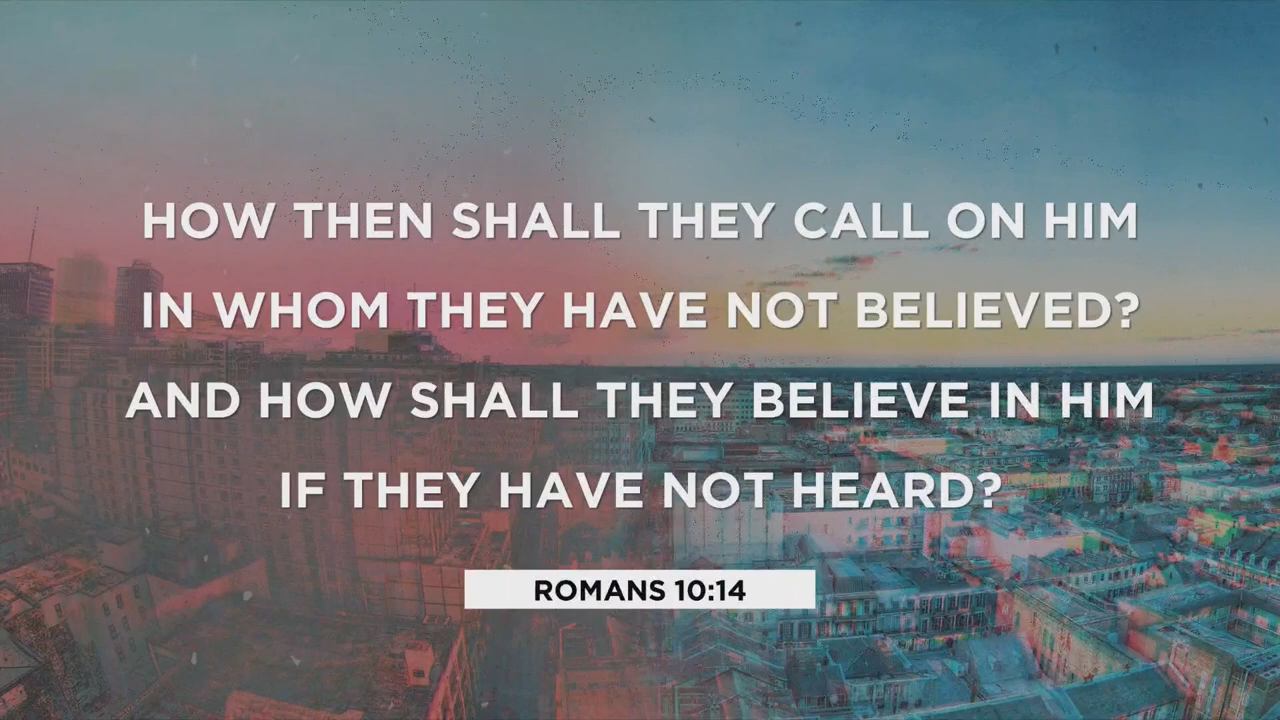 HOW THEN SHALL THEY CALL ON HIM
IN WHOM THEY HAVE NOT BELIEVED?
AND HOW SHALL THEY BELIEVE IN HIM
IF THEY HAVE NOT HEARD?
ROMANS 10:14